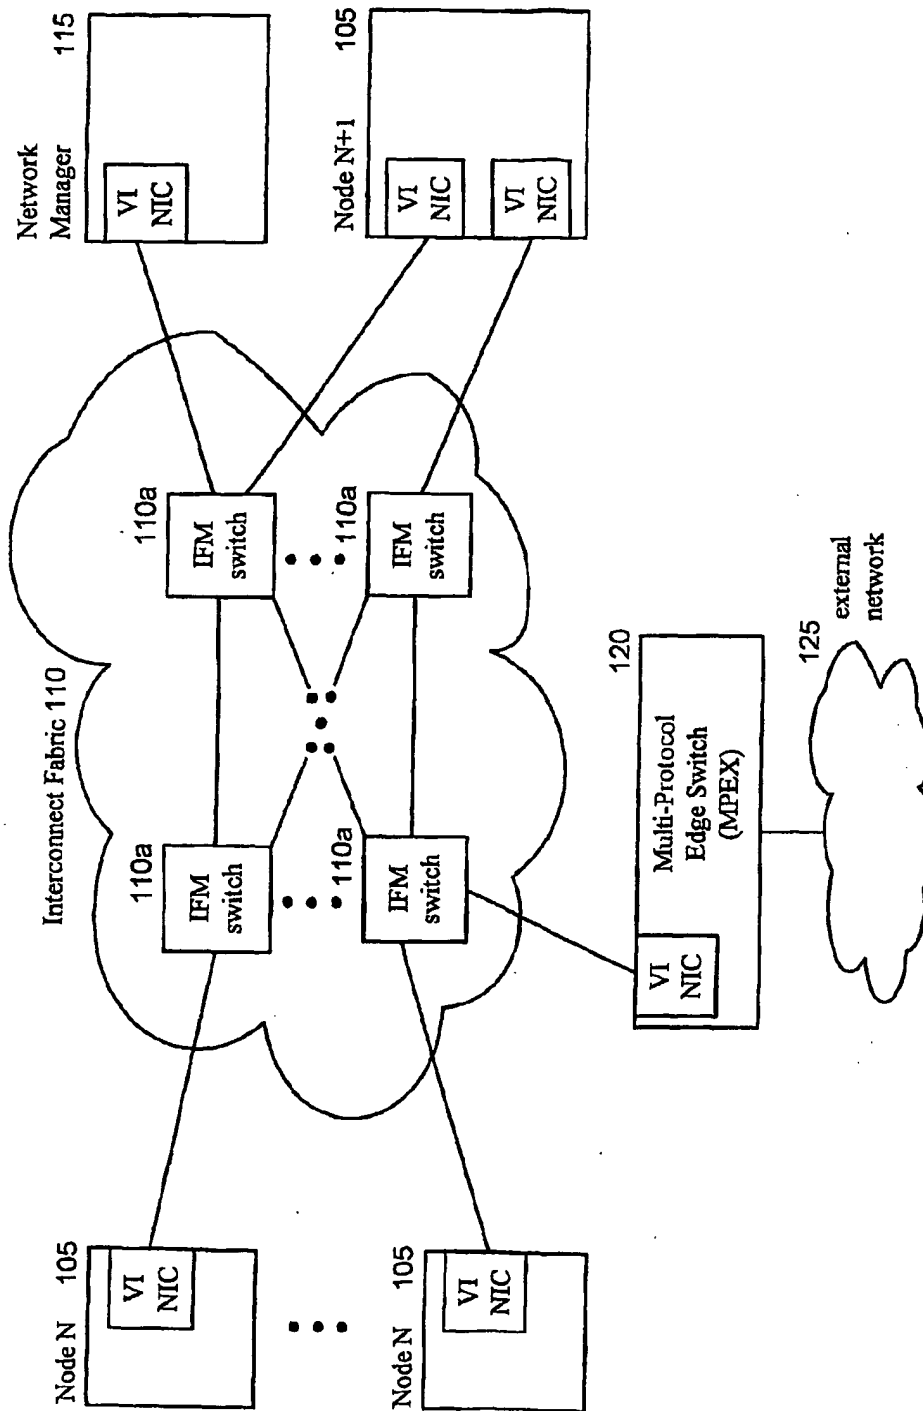 Network
Manager
115
VI
NIC
Node N+1
105
VI
NIC
VI
NIC
Interconnect Fabric 110
110a
IFM
switch
110a
IFM
switch
110a
IFM
switch
110a
IFM
switch
Node N
105
VI
NIC
Node N
105
VI
NIC
120
Multi-Protocol
Edge Switch
(MPEX)
VI
NIC
125
external
network